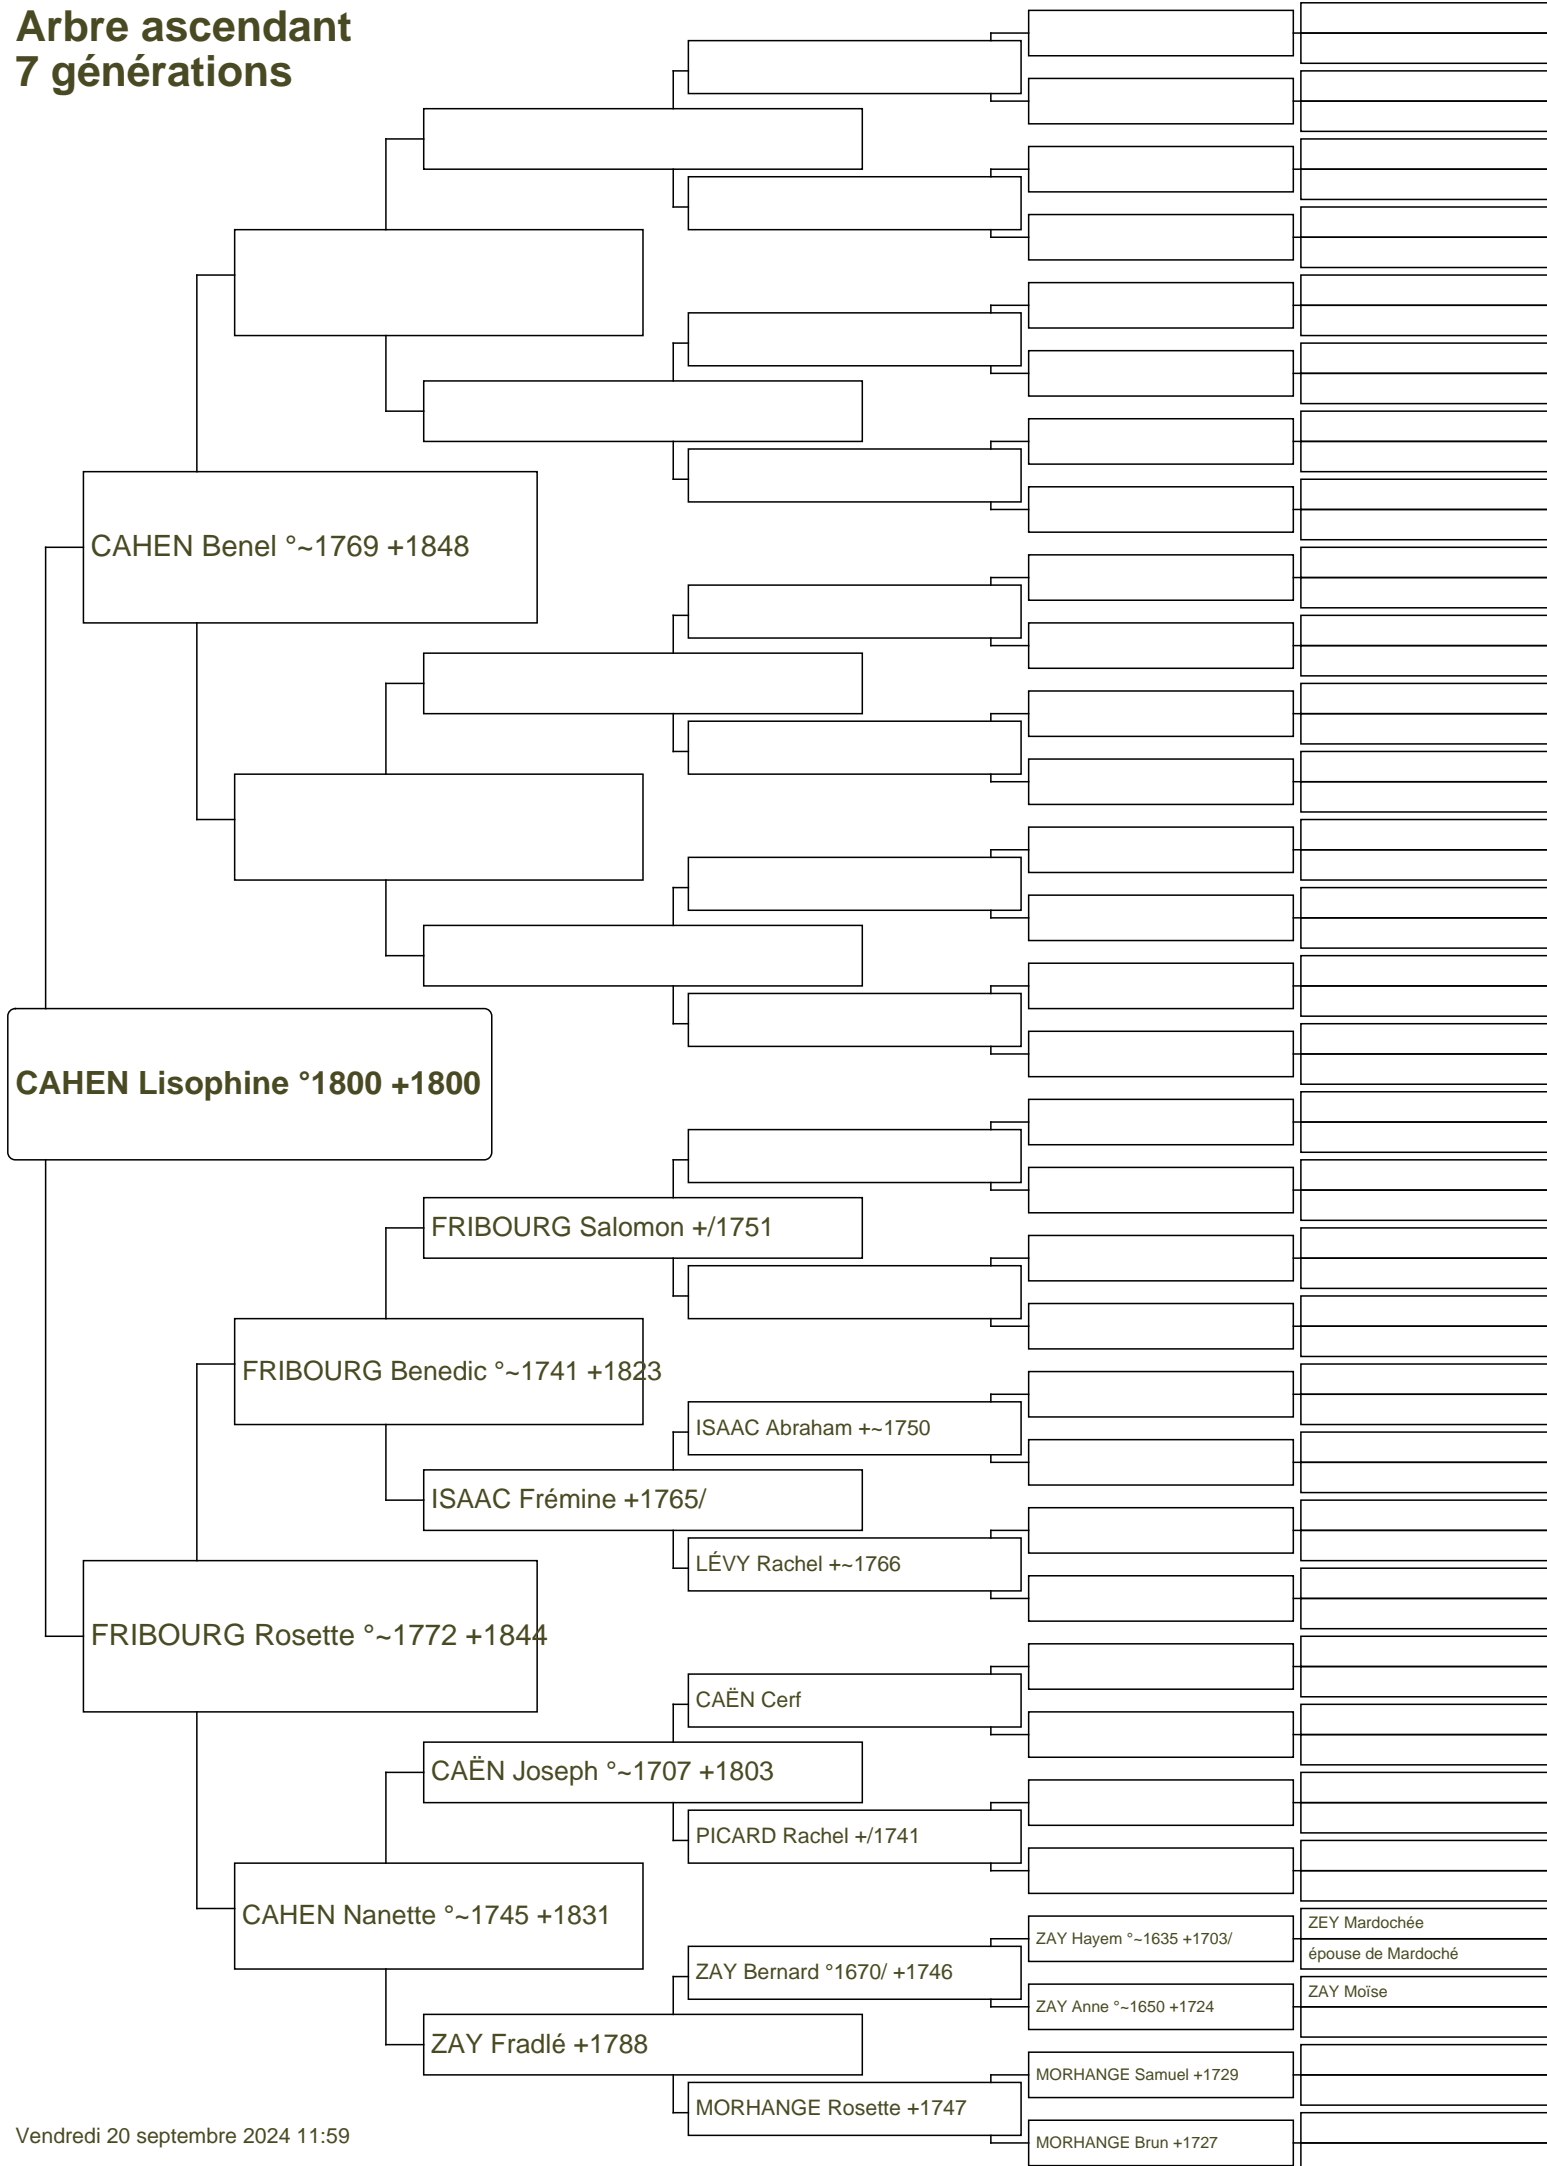 Arbre ascendant
7 générations
CAHEN Benel °~1769 +1848
CAHEN Lisophine °1800 +1800
FRIBOURG Salomon +/1751
FRIBOURG Benedic °~1741 +1823
ISAAC Abraham +~1750
ISAAC Frémine +1765/
LÉVY Rachel +~1766
FRIBOURG Rosette °~1772 +1844
CAËN Cerf
CAËN Joseph °~1707 +1803
PICARD Rachel +/1741
CAHEN Nanette °~1745 +1831
ZEY Mardochée
ZAY Hayem °~1635 +1703/
épouse de Mardoché
ZAY Bernard °1670/ +1746
ZAY Moïse
ZAY Anne °~1650 +1724
ZAY Fradlé +1788
MORHANGE Samuel +1729
MORHANGE Rosette +1747
MORHANGE Brun +1727
Vendredi 20 septembre 2024 11:59